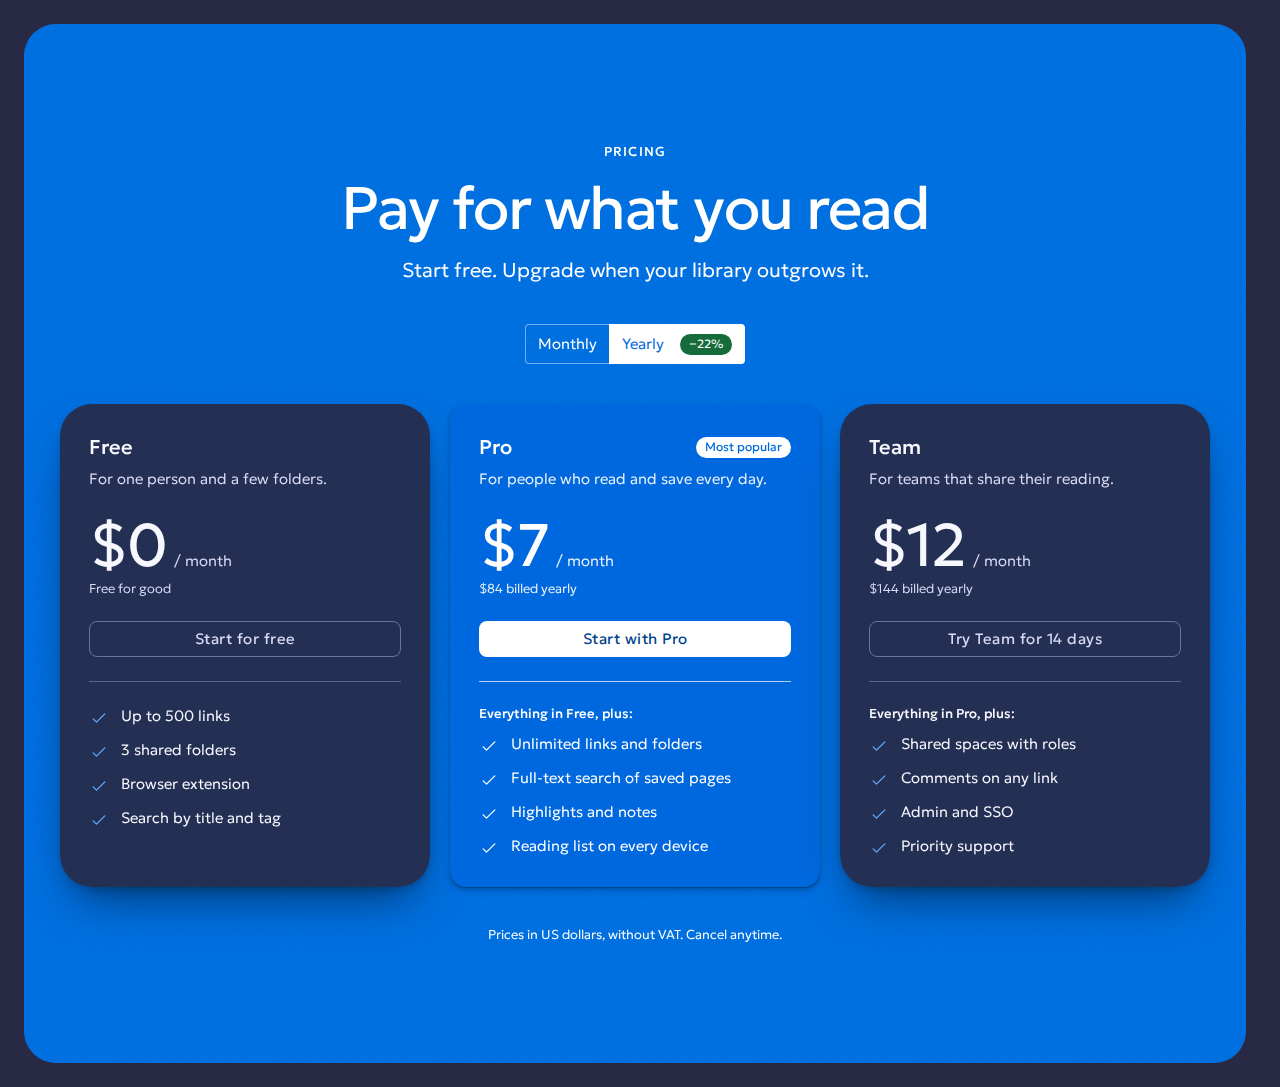 PRICING
Pay for what you read
Start free. Upgrade when your library outgrows it.
Monthly
Yearly
−22%
Free
For one person and a few folders.
$0 / month
Free for good
Start for free
Up to 500 links
3 shared folders
Browser extension
Search by title and tag
Pro
Most popular
For people who read and save every day.
$7 / month
$84 billed yearly
Start with Pro
Everything in Free, plus:
Unlimited links and folders
Full-text search of saved pages
Highlights and notes
Reading list on every device
Team
For teams that share their reading.
$12 / month
$144 billed yearly
Try Team for 14 days
Everything in Pro, plus:
Shared spaces with roles
Comments on any link
Admin and SSO
Priority support
Prices in US dollars, without VAT. Cancel anytime.